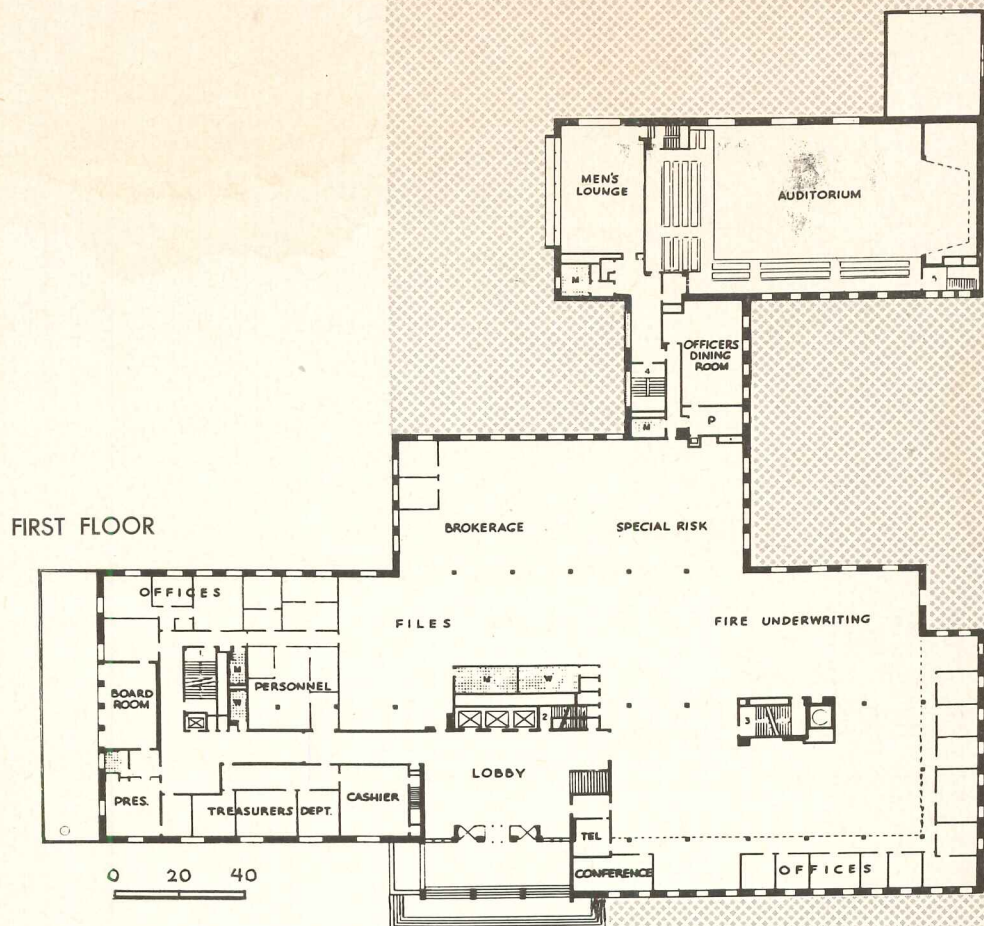 MEN'S
LOUNGE
AUDITORIUM
M
OFFICERS
DINING
ROOM
4
M
P
FIRST FLOOR
BROKERAGE
SPECIAL RISK
OFFICES
FILES
FIRE UNDERWRITING
M
W
PERSONNEL
BOARD
ROOM
M
W
2
3
LOBBY
PRES.
TREASURERS DEPT.
CASHIER
TEL
CONFERENCE
OFFICES
0 20 40